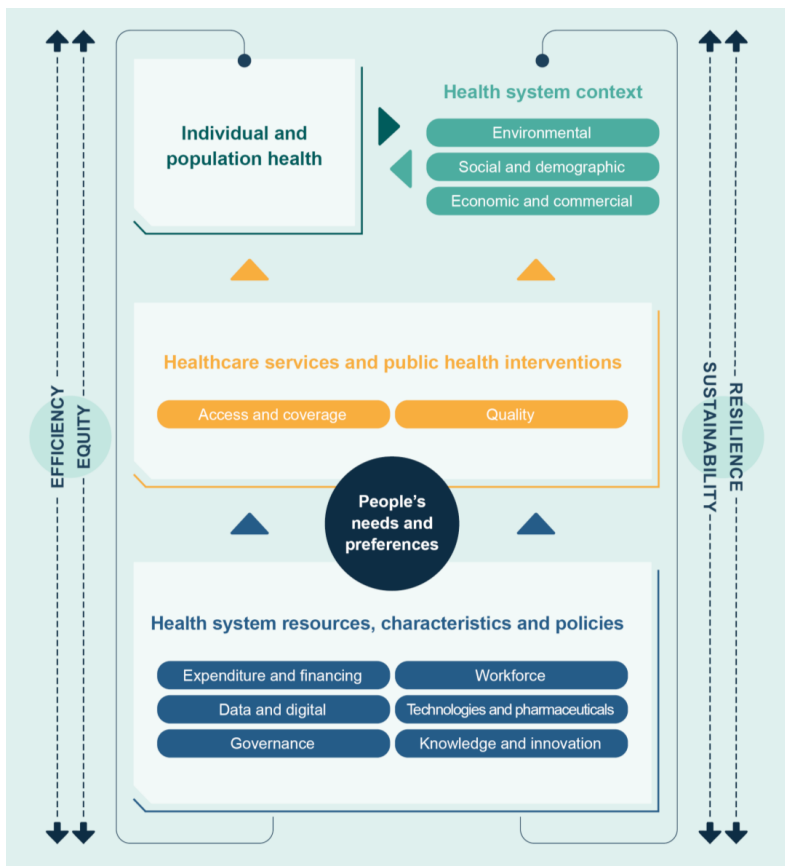 Individual and
population health
Health system context
Environmental
Social and demographic
Economic and commercial
Healthcare services and public health interventions
Access and coverage
Quality
EFFICIENCY
EQUITY
SUSTAINABILITY
RESILIENCE
People's
needs and
preferences
Health system resources, characteristics and policies
Expenditure and financing
Workforce
Data and digital
Technologies and pharmaceuticals
Governance
Knowledge and innovation